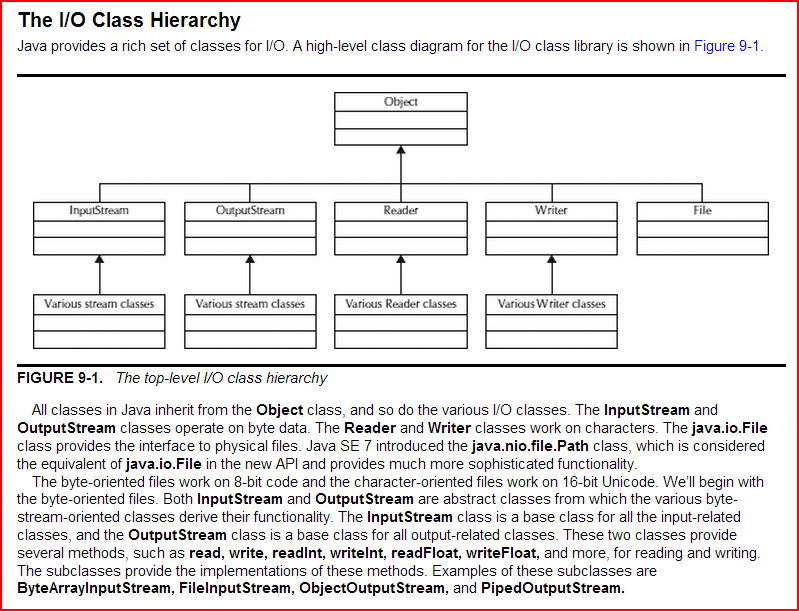 The I/O Class Hierarchy
Java provides a rich set of classes for I/O. A high-level class diagram for the I/O class library is shown in Figure 9-1.
Object
InputStream
OutputStream
Reader
Writer
File
Various stream classes
Various stream classes
Various Reader classes
Various Writer classes
FIGURE 9-1. The top-level I/O class hierarchy
All classes in Java inherit from the Object class, and so do the various I/O classes. The InputStream and
OutputStream classes operate on byte data. The Reader and Writer classes work on characters. The java.io.File
class provides the interface to physical files. Java SE 7 introduced the java.nio.file.Path class, which is considered
the equivalent of java.io.File in the new API and provides much more sophisticated functionality.
The byte-oriented files work on 8-bit code and the character-oriented files work on 16-bit Unicode. We'll begin with
the byte-oriented files. Both InputStream and OutputStream are abstract classes from which the various byte-
stream-oriented classes derive their functionality. The InputStream class is a base class for all the input-related
classes, and the OutputStream class is a base class for all output-related classes. These two classes provide
several methods, such as read, write, readInt, writeInt, readFloat, writeFloat, and more, for reading and writing.
The subclasses provide the implementations of these methods. Examples of these subclasses are
ByteArrayInputStream, FileInputStream, ObjectOutputStream, and PipedOutputStream.